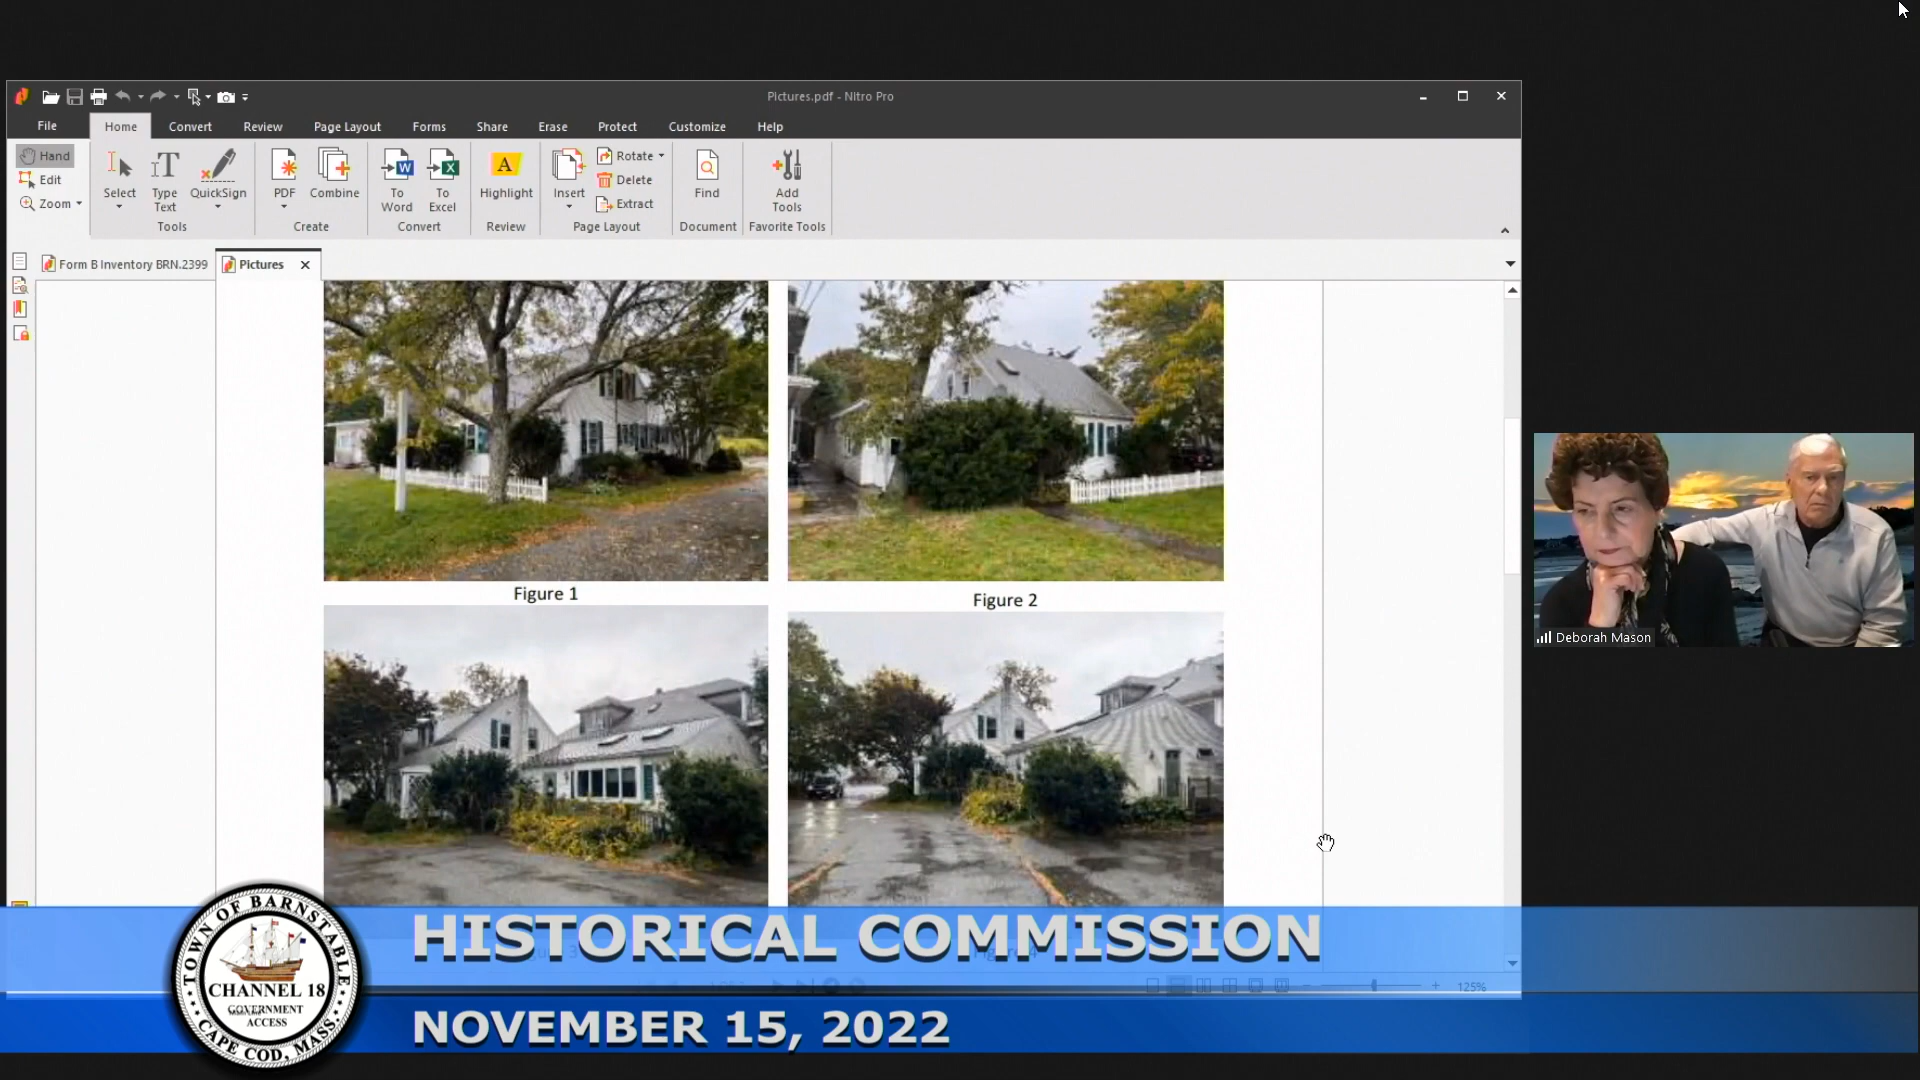 Pictures.pdf - Nitro Pro
File Home Convert Review Page Layout Forms Share Erase Protect Customize Help
Hand
Edit
Zoom
Select
Type Text
QuickSign
Tools
PDF
Combine
Create
To Word
To Excel
Convert
Highlight
Review
Insert
Rotate
Delete
Extract
Page Layout
Find
Document
Add Tools
Favorite Tools
Form B Inventory BRN.2399
Pictures
Figure 1
Figure 2
Deborah Mason
HISTORICAL COMMISSION
125%
NOVEMBER 15, 2022
TOWN OF BARNSTABLE
CHANNEL 18
GOVERNMENT
ACCESS
CAPE COD, MASS.